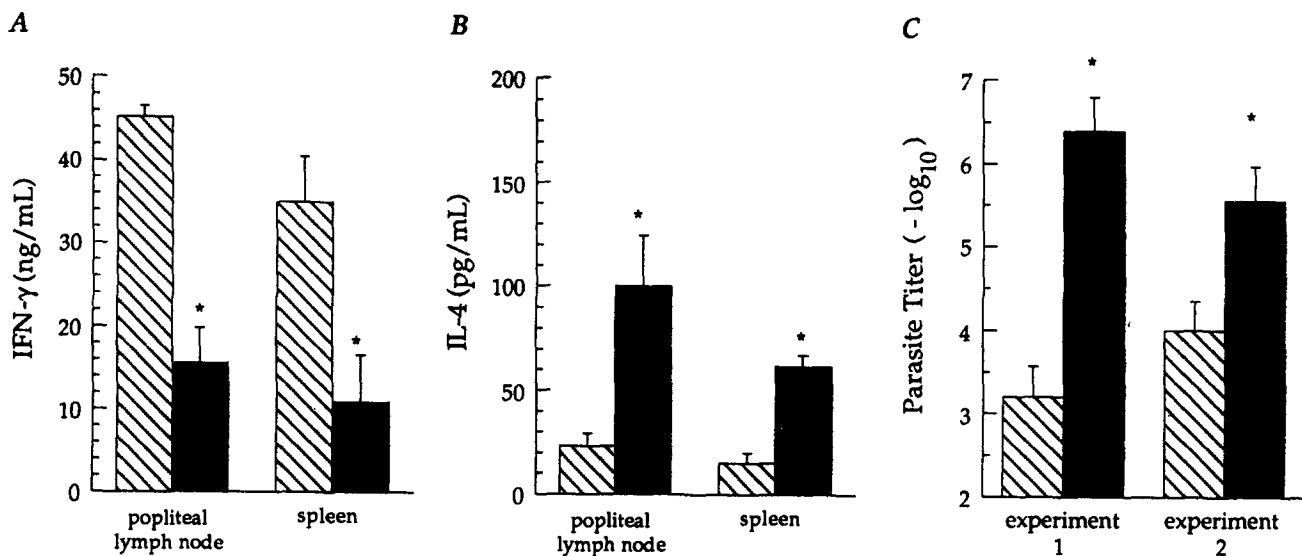 A
IFN-γ (ng/mL)
50
40
30
20
10
0
*
*
popliteal
lymph node
spleen
B
IL-4 (pg/mL)
200
150
100
50
0
*
*
popliteal
lymph node
spleen
C
Parasite Titer ( - log10)
7
6
5
4
3
2
*
*
experiment
1
experiment
2